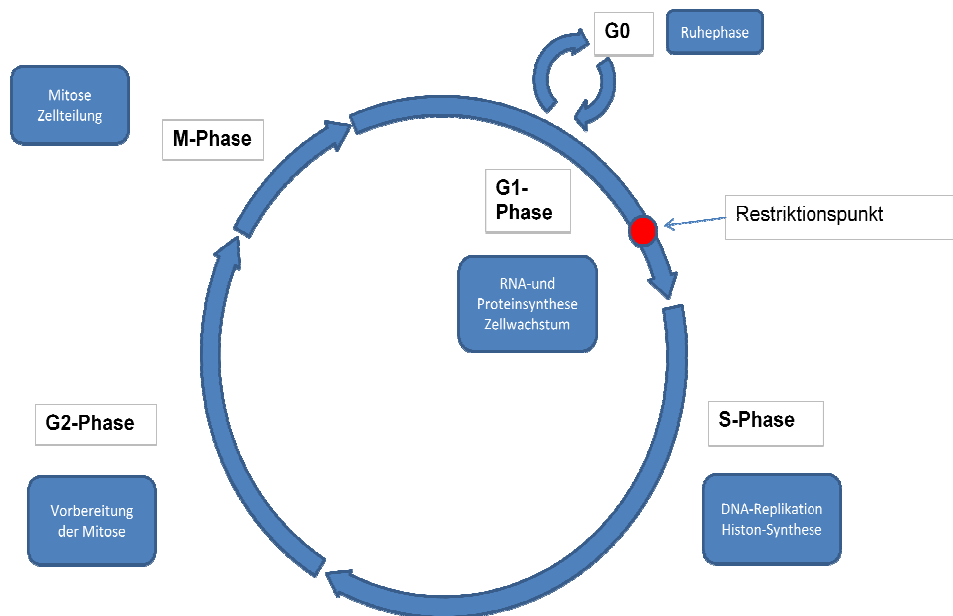 G0
Ruhephase
Mitose
Zellteilung
M-Phase
G1-
Phase
Restriktionspunkt
RNA-und
Proteinsynthese
Zellwachstum
G2-Phase
S-Phase
Vorbereitung
der Mitose
DNA-Replikation
Histon-Synthese